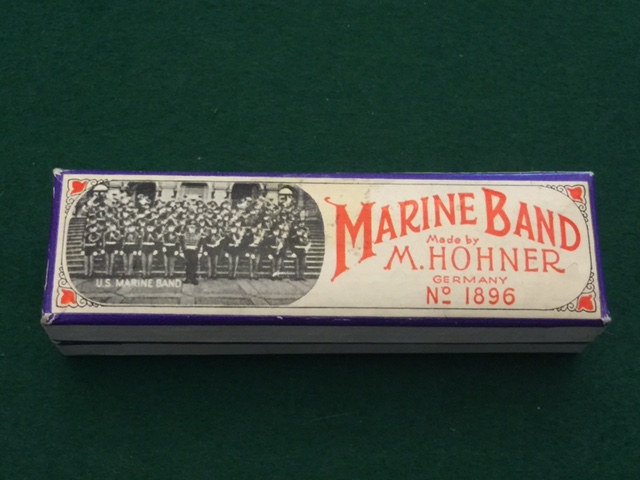 U.S MARINE BAND
MARINE BAND
Made by
M. HOHNER
GERMANY
Nº 1896